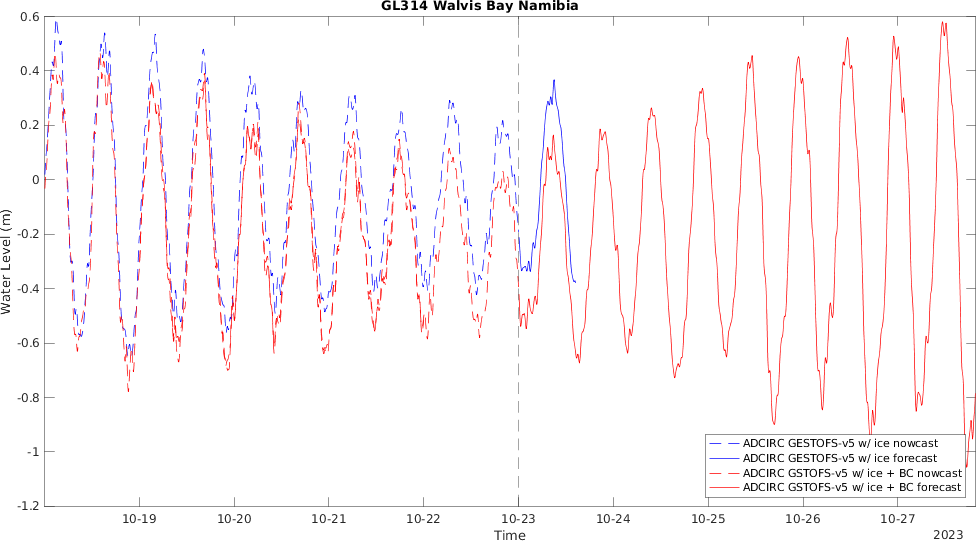 GL314 Walvis Bay Namibia
0.6
0.4
0.2
0
-0.2
-0.4
-0.6
-0.8
-1
-1.2
Water Level (m)
ADCIRC GESTOFS-v5 w/ ice nowcast
ADCIRC GESTOFS-v5 w/ ice forecast
ADCIRC GSTOFS-v5 w/ ice + BC nowcast
ADCIRC GSTOFS-v5 w/ ice + BC forecast
10-19 10-20 10-21 10-22 10-23 10-24 10-25 10-26 10-27
Time
2023